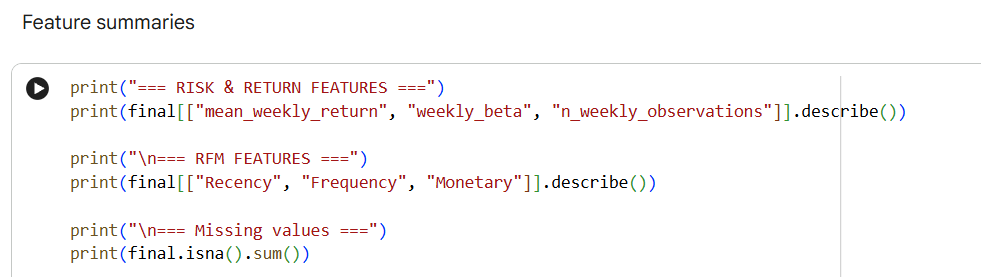 Feature summaries
print("=== RISK & RETURN FEATURES ===")
print(final[["mean_weekly_return", "weekly_beta", "n_weekly_observations"]].describe())
print("\n=== RFM FEATURES ===")
print(final[["Recency", "Frequency", "Monetary"]].describe())
print("\n=== Missing values ===")
print(final.isna().sum())